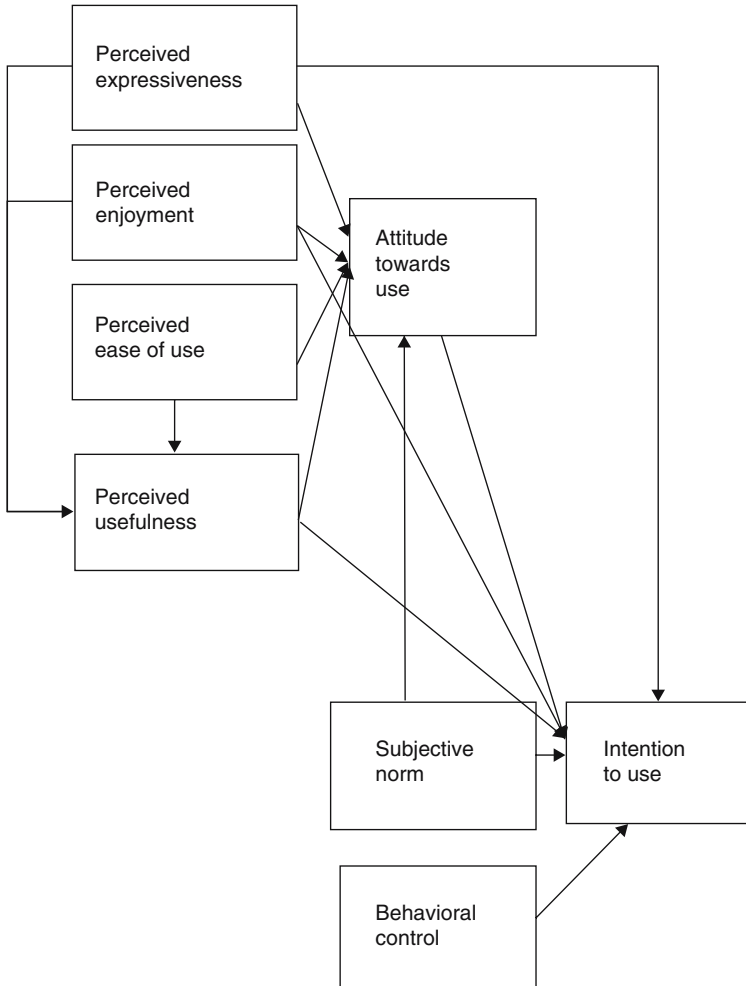 Perceived
expressiveness
Perceived
enjoyment
Attitude
towards
use
Perceived
ease of use
Perceived
usefulness
Subjective
norm
Intention
to use
Behavioral
control